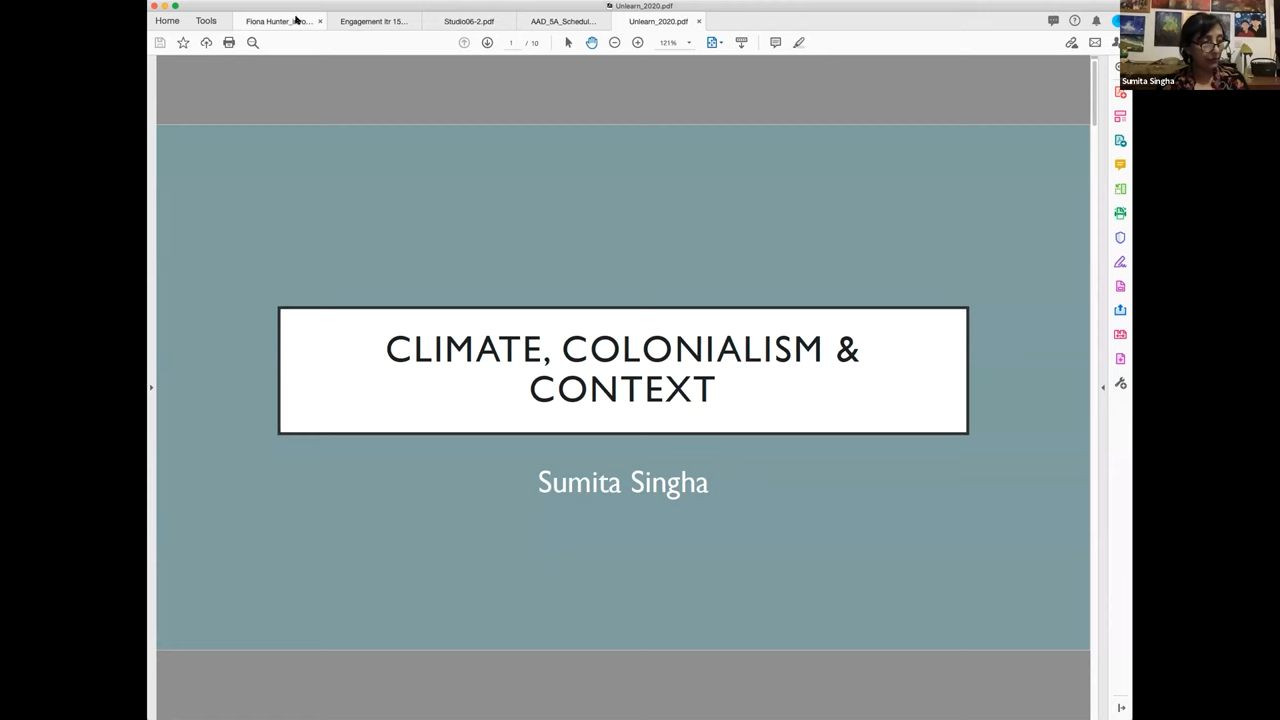 Unlearn_2020.pdf
Home
Tools
Fiona Hunter_
Engagement ltr 15...
Studio06-2.pdf
AAD_5A_Schedul...
Unlearn_2020.pdf
1 / 10
121%
Sumita Singha
CLIMATE, COLONIALISM &
CONTEXT
Sumita Singha